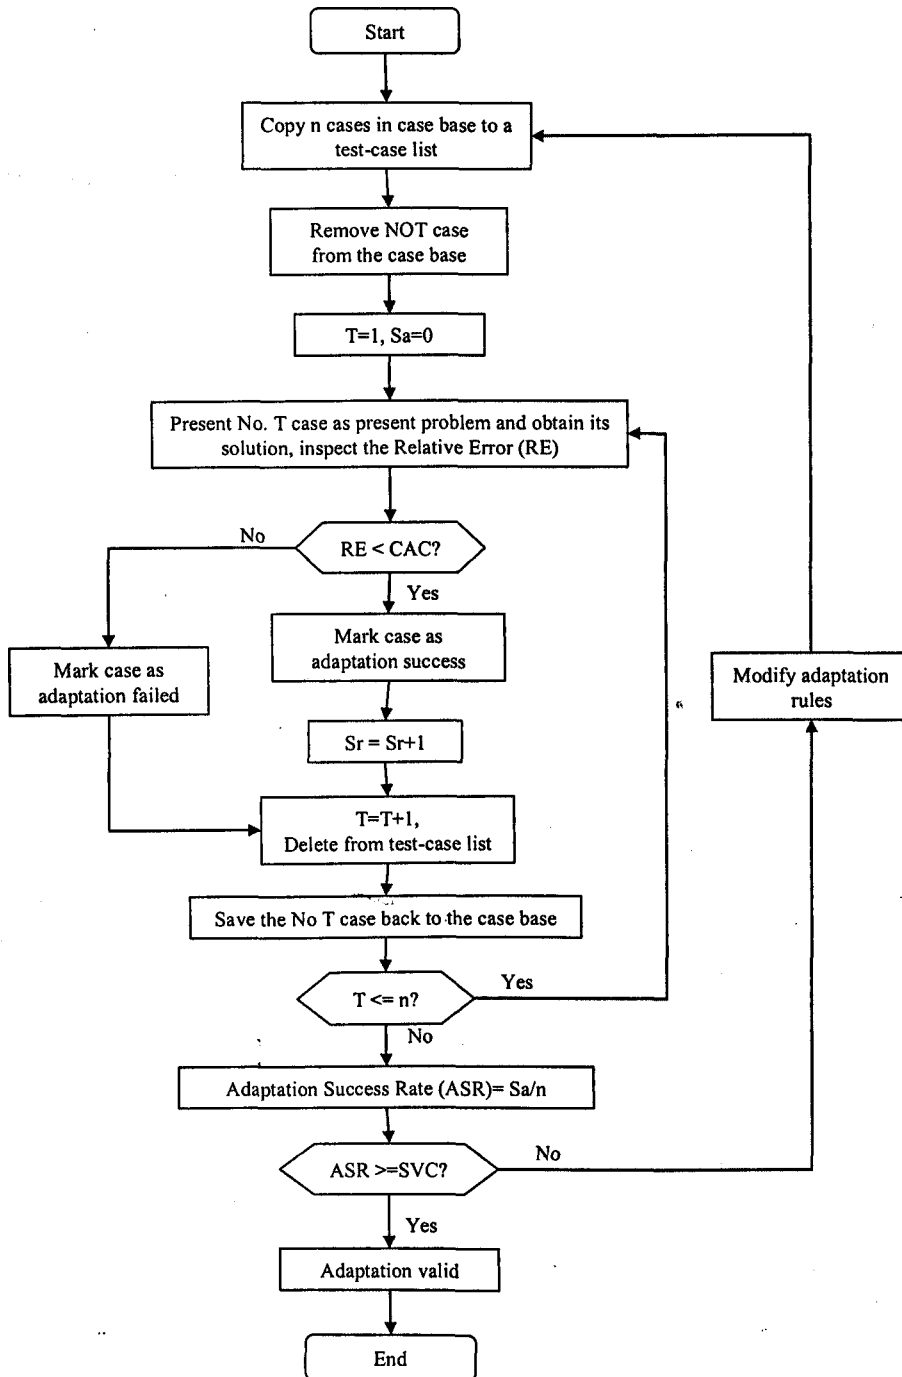 Start
Copy n cases in case base to a
test-case list
Remove NOT case
from the case base
T=1, Sa=0
Present No. T case as present problem and obtain its
solution, inspect the Relative Error (RE)
No
RE < CAC?
Yes
Mark case as
adaptation failed
Mark case as
adaptation success
Modify adaptation
rules
Sr = Sr+1
T=T+1,
Delete from test-case list
Save the No T case back to the case base
T <= n?
Yes
No
Adaptation Success Rate (ASR)= Sa/n
ASR >=SVC?
No
Yes
Adaptation valid
End